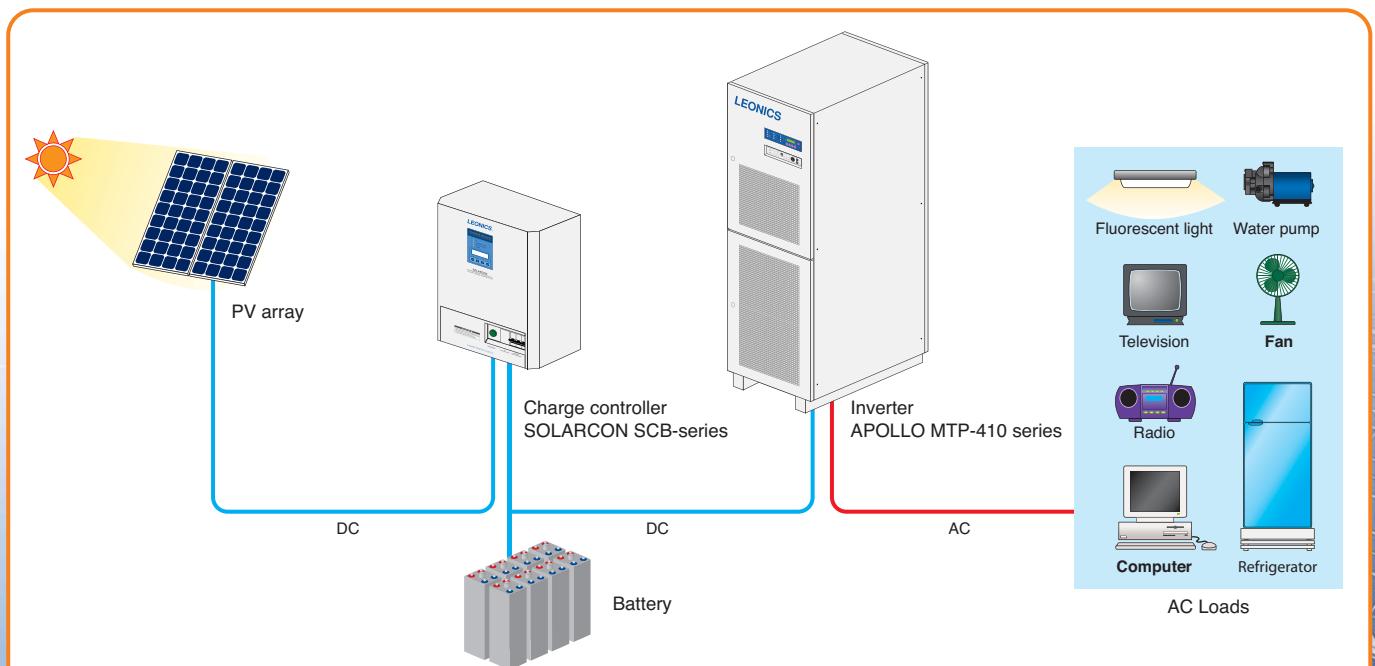 LEONICS
LEONICS
Fluorescent light
Water pump
PV array
Television
Fan
Charge controller
SOLARCON SCB-series
Inverter
APOLLO MTP-410 series
Radio
DC
DC
AC
Computer
Refrigerator
Battery
AC Loads